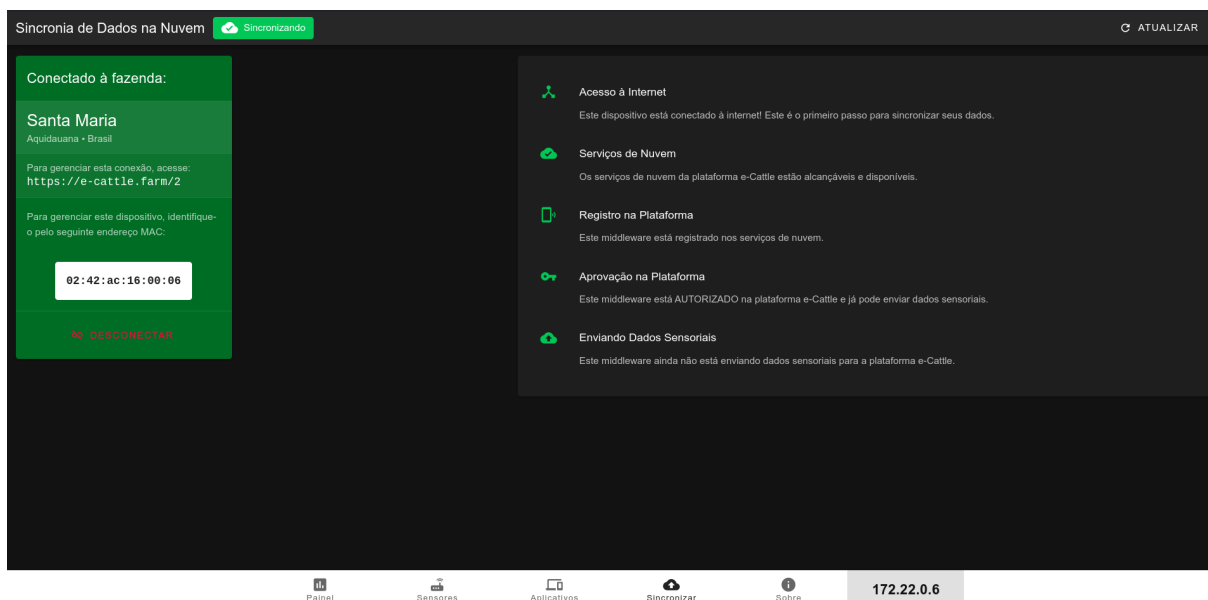 Sincronia de Dados na Nuvem
Sincronizando
ATUALIZAR
Conectado à fazenda:
Santa Maria
Aquidauana • Brasil
Para gerenciar esta conexão, acesse:
https://e-cattle.farm/2
Para gerenciar este dispositivo, identifique-
o pelo seguinte endereço MAC:
02:42:ac:16:00:06
DESCONECTAR
Acesso à Internet
Este dispositivo está conectado à internet! Este é o primeiro passo para sincronizar seus dados.
Serviços de Nuvem
Os serviços de nuvem da plataforma e-Cattle estão alcançáveis e disponíveis.
Registro na Plataforma
Este middleware está registrado nos serviços de nuvem.
Aprovação na Plataforma
Este middleware está AUTORIZADO na plataforma e-Cattle e já pode enviar dados sensoriais.
Enviando Dados Sensoriais
Este middleware ainda não está enviando dados sensoriais para a plataforma e-Cattle.
Painel
Sensores
Aplicativos
Sincronizar
Sobre
172.22.0.6